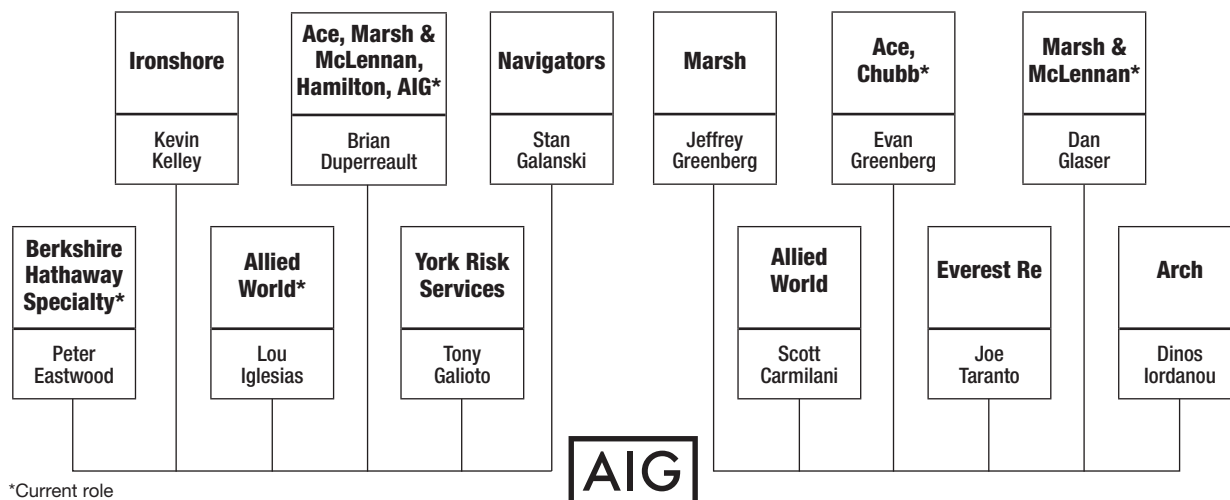 Ironshore
Kevin
Kelley
Ace, Marsh &
McLennan,
Hamilton, AIG*
Brian
Duperreault
Navigators
Stan
Galanski
Marsh
Jeffrey
Greenberg
Ace,
Chubb*
Evan
Greenberg
Marsh &
McLennan*
Dan
Glaser
Berkshire
Hathaway
Specialty*
Peter
Eastwood
Allied
World*
Lou
Iglesias
York Risk
Services
Tony
Galioto
Allied
World
Scott
Carmilani
Everest Re
Joe
Taranto
Arch
Dinos
Iordanou
AIG
*Current role